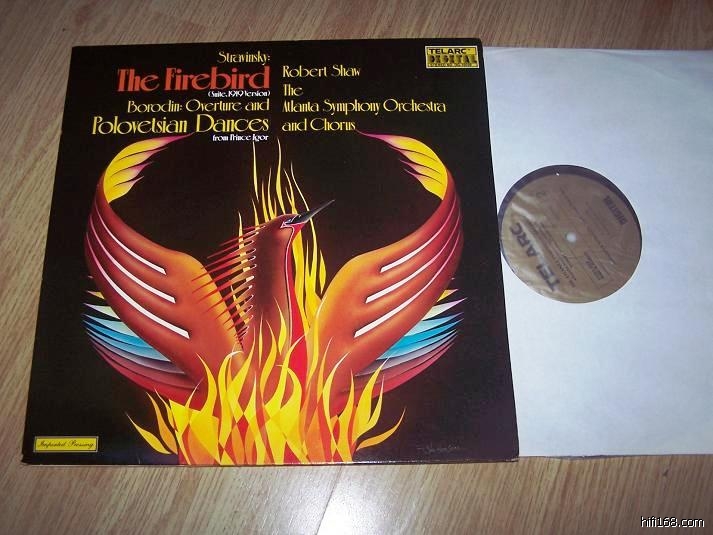 Stravinsky:
The Firebird
(Suite, 1919 Version)
Borodin: Overture and
Polovetsian Dances
from Prince Igor
Robert Shaw
The
Atlanta Symphony Orchestra
and Chorus
TELARC
DIGITAL
Imported Pressing
TELARC
hifi168.com